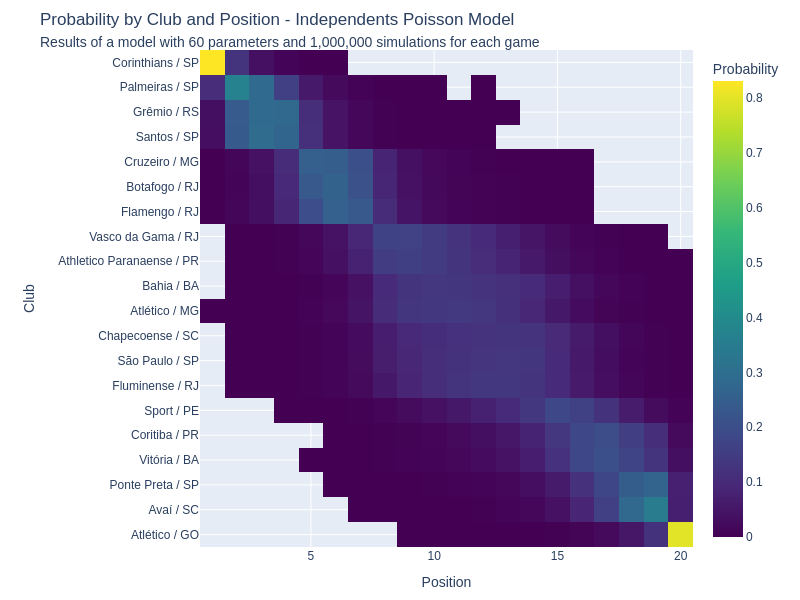 Probability by Club and Position - Independents Poisson Model
Results of a model with 60 parameters and 1,000,000 simulations for each game
Probability
Club
Corinthians / SP
Palmeiras / SP
Grêmio / RS
Santos / SP
Cruzeiro / MG
Botafogo / RJ
Flamengo / RJ
Vasco da Gama / RJ
Athletico Paranaense / PR
Bahia / BA
Atlético / MG
Chapecoense / SC
São Paulo / SP
Fluminense / RJ
Sport / PE
Coritiba / PR
Vitória / BA
Ponte Preta / SP
Avaí / SC
Atlético / GO
0.8
0.7
0.6
0.5
0.4
0.3
0.2
0.1
0
5
10
15
20
Position